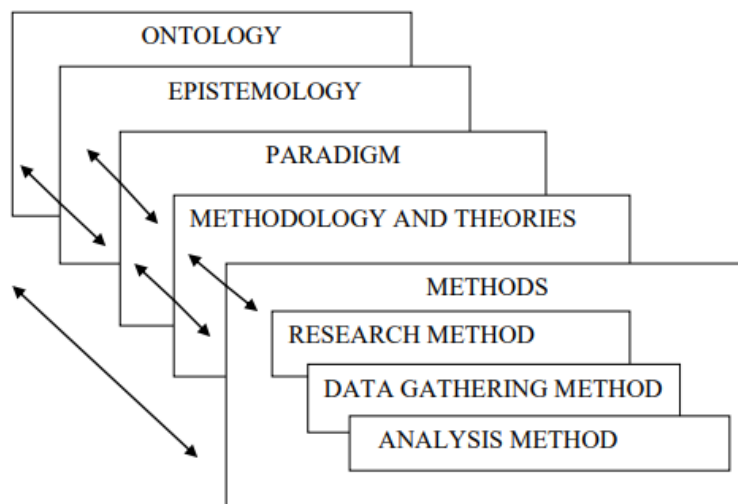 ONTOLOGY
EPISTEMOLOGY
PARADIGM
METHODOLOGY AND THEORIES
METHODS
RESEARCH METHOD
DATA GATHERING METHOD
ANALYSIS METHOD